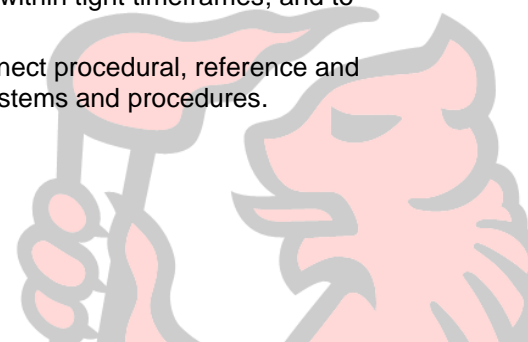 within tight timeframes, and to
nect procedural, reference and
stems and procedures.